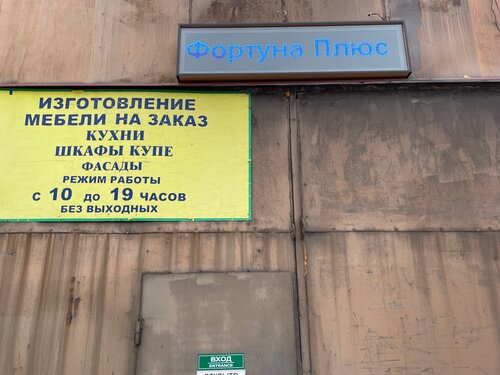 Фортуна Плюс
ИЗГОТОВЛЕНИЕ
МЕБЕЛИ НА ЗАКАЗ
КУХНИ
ШКАФЫ КУПЕ
ФАСАДЫ
РЕЖИМ РАБОТЫ
С 10 ДО 19 ЧАСОВ
БЕЗ ВЫХОДНЫХ
ВХОД
ENTRANCE
ОТКРЫТО